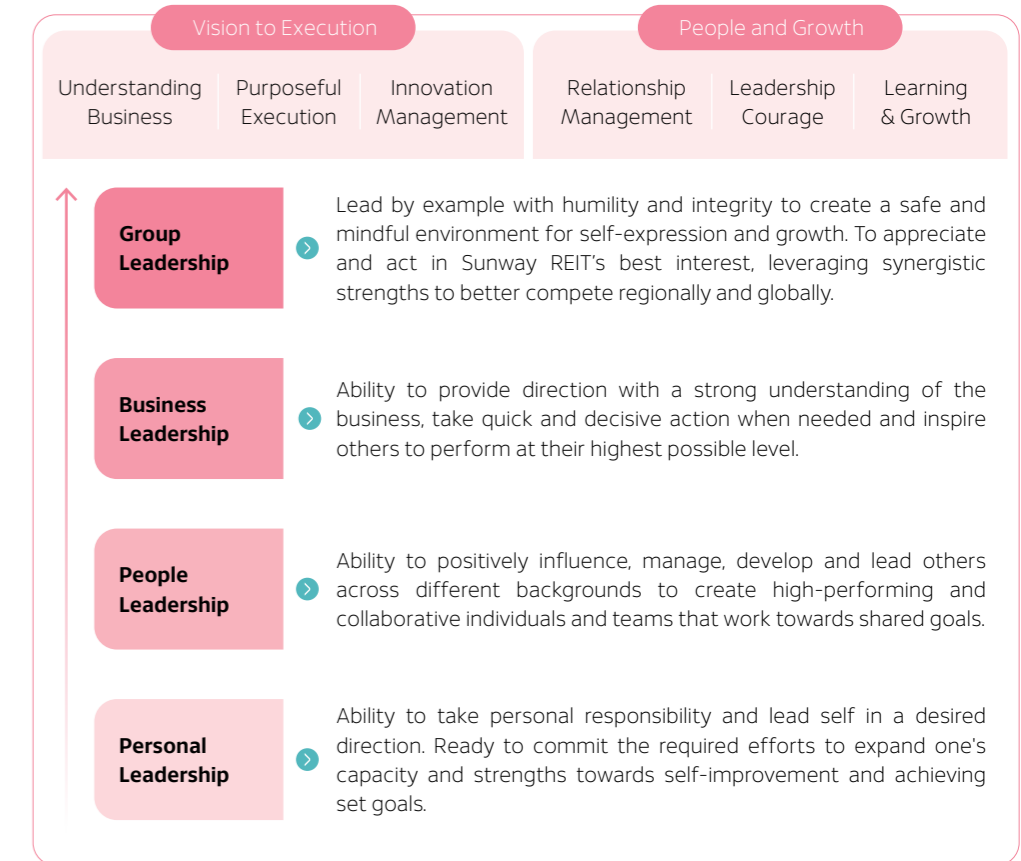 Vision to Execution
Understanding
Business
Purposeful
Execution
Innovation
Management
People and Growth
Relationship
Management
Leadership
Courage
Learning
& Growth
Group
Leadership
Lead by example with humility and integrity to create a safe and
mindful environment for self-expression and growth. To appreciate
and act in Sunway REIT’s best interest, leveraging synergistic
strengths to better compete regionally and globally.
Business
Leadership
Ability to provide direction with a strong understanding of the
business, take quick and decisive action when needed and inspire
others to perform at their highest possible level.
People
Leadership
Ability to positively influence, manage, develop and lead others
across different backgrounds to create high-performing and
collaborative individuals and teams that work towards shared goals.
Personal
Leadership
Ability to take personal responsibility and lead self in a desired
direction. Ready to commit the required efforts to expand one’s
capacity and strengths towards self-improvement and achieving
set goals.